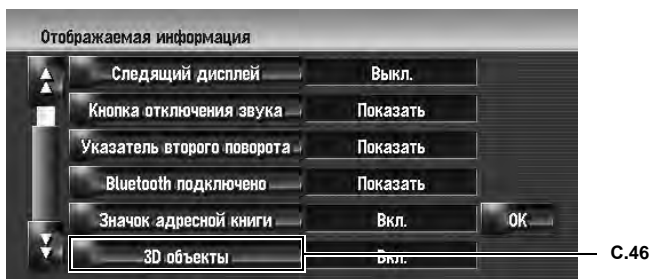 Отображаемая информация
Следящий дисплей Выкл.
Кнопка отключения звука Показать
Указатель второго поворота Показать
Bluetooth подключено Показать
Значок адресной книги Вкл. OK
3D объекты Вкл. C.46